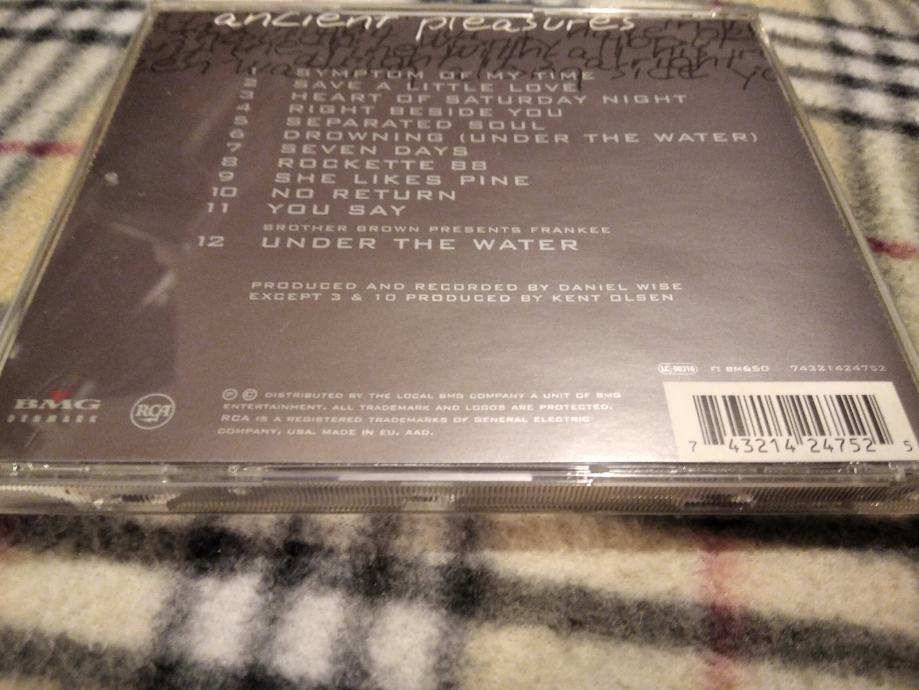 ancient pleasures
1 SYMPTOM OF MY TIME
2 SAVE A LITTLE LOVE
3 HEART OF SATURDAY NIGHT
4 RIGHT BESIDE YOU
5 SEPARATED SOUL
6 DROWNING (UNDER THE WATER)
7 SEVEN DAYS
8 ROCKETTE 88
9 SHE LIKES PINE
10 NO RETURN
11 YOU SAY
BROTHER BROWN PRESENTS FRANKEE
12 UNDER THE WATER
PRODUCED AND RECORDED BY DANIEL WISE
EXCEPT 3 & 10 PRODUCED BY KENT OLSEN
LC 00316 F: BM650 74321424752
BMG
DENMARK
RCA
℗ © DISTRIBUTED BY THE LOCAL BMG COMPANY A UNIT OF BMG
ENTERTAINMENT. ALL TRADEMARK AND LOGOS ARE PROTECTED.
RCA IS A REGISTERED TRADEMARK OF GENERAL ELECTRIC
COMPANY, USA. MADE IN EU. AAD.
7 43214 24752 5